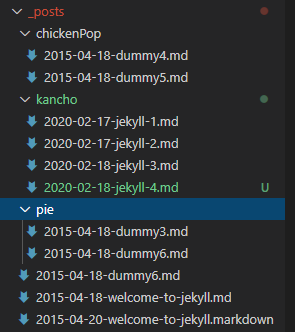 _posts
chickenPop
2015-04-18-dummy4.md
2015-04-18-dummy5.md
kancho
2020-02-17-jekyll-1.md
2020-02-17-jekyll-2.md
2020-02-18-jekyll-3.md
2020-02-18-jekyll-4.md U
pie
2015-04-18-dummy3.md
2015-04-18-dummy6.md
2015-04-18-dummy6.md
2015-04-18-welcome-to-jekyll.md
2015-04-20-welcome-to-jekyll.markdown